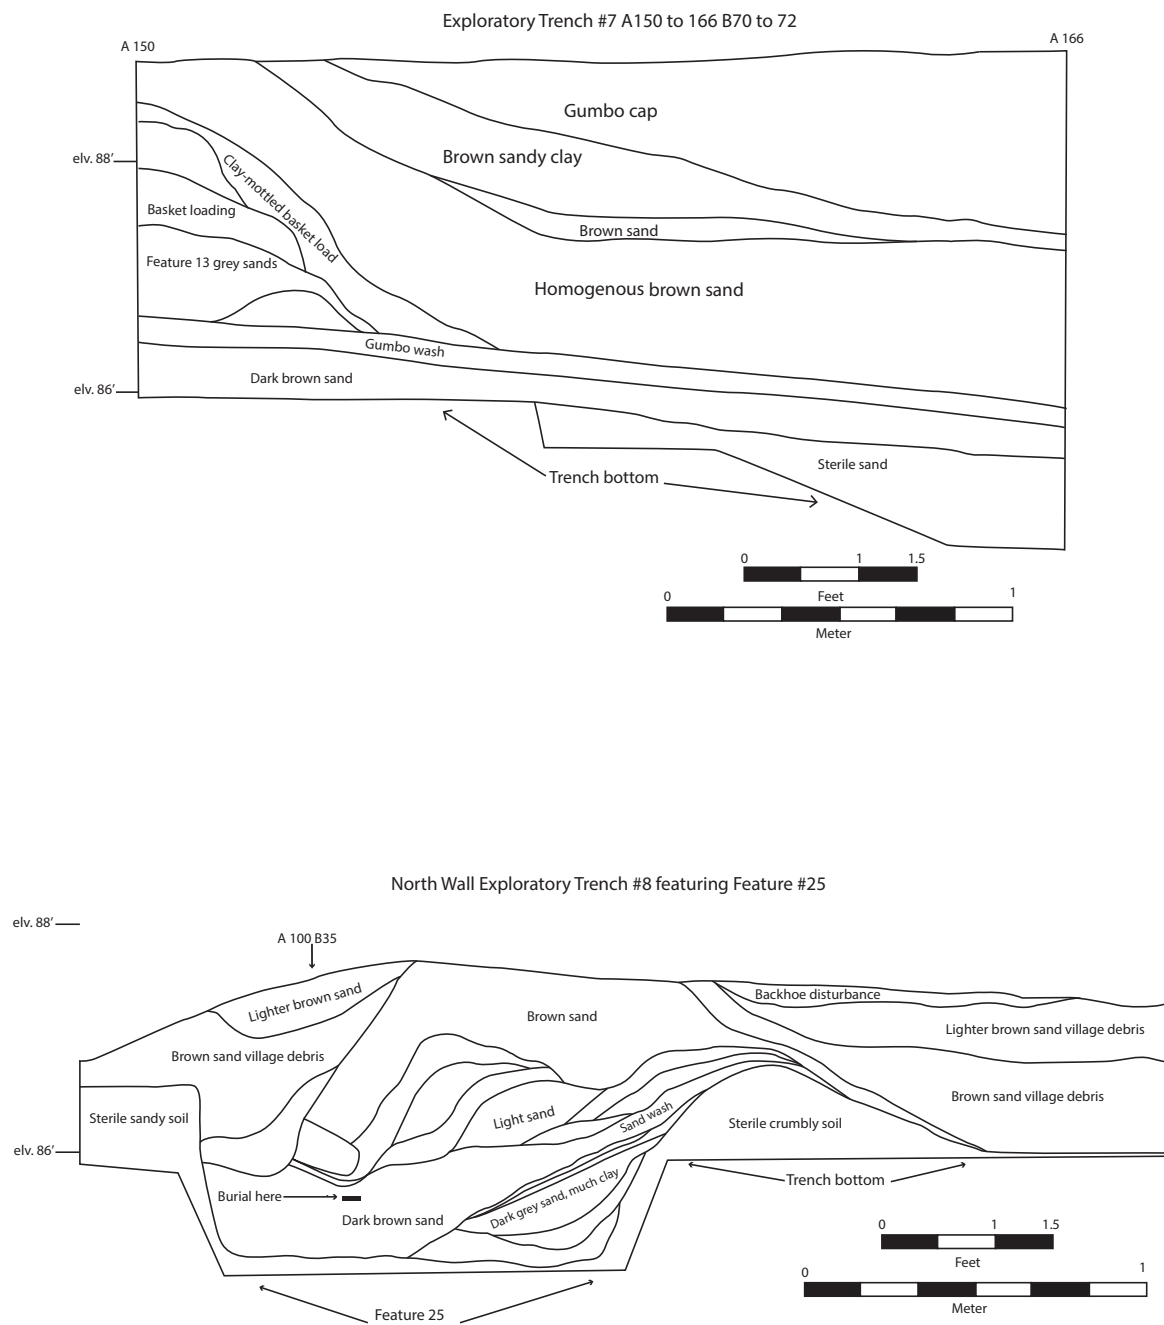 Exploratory Trench #7 A150 to 166 B70 to 72
A 150
A 166
Gumbo cap
elv. 88'
Brown sandy clay
Clay-mottled basket load
Basket loading
Brown sand
Feature 13 grey sands
Homogenous brown sand
Gumbo wash
Dark brown sand
elv. 86'
Sterile sand
Trench bottom
0 1 1.5
Feet
0 1
Meter
North Wall Exploratory Trench #8 featuring Feature #25
elv. 88'
A 100 B35
Lighter brown sand
Backhoe disturbance
Brown sand
Lighter brown sand village debris
Brown sand village debris
Brown sand village debris
Sterile sandy soil
Light sand
Sand wash
Sterile crumbly soil
elv. 86'
Trench bottom
Burial here
Dark grey sand, much clay
Dark brown sand
0 1 1.5
Feet
0 1
Meter
Feature 25